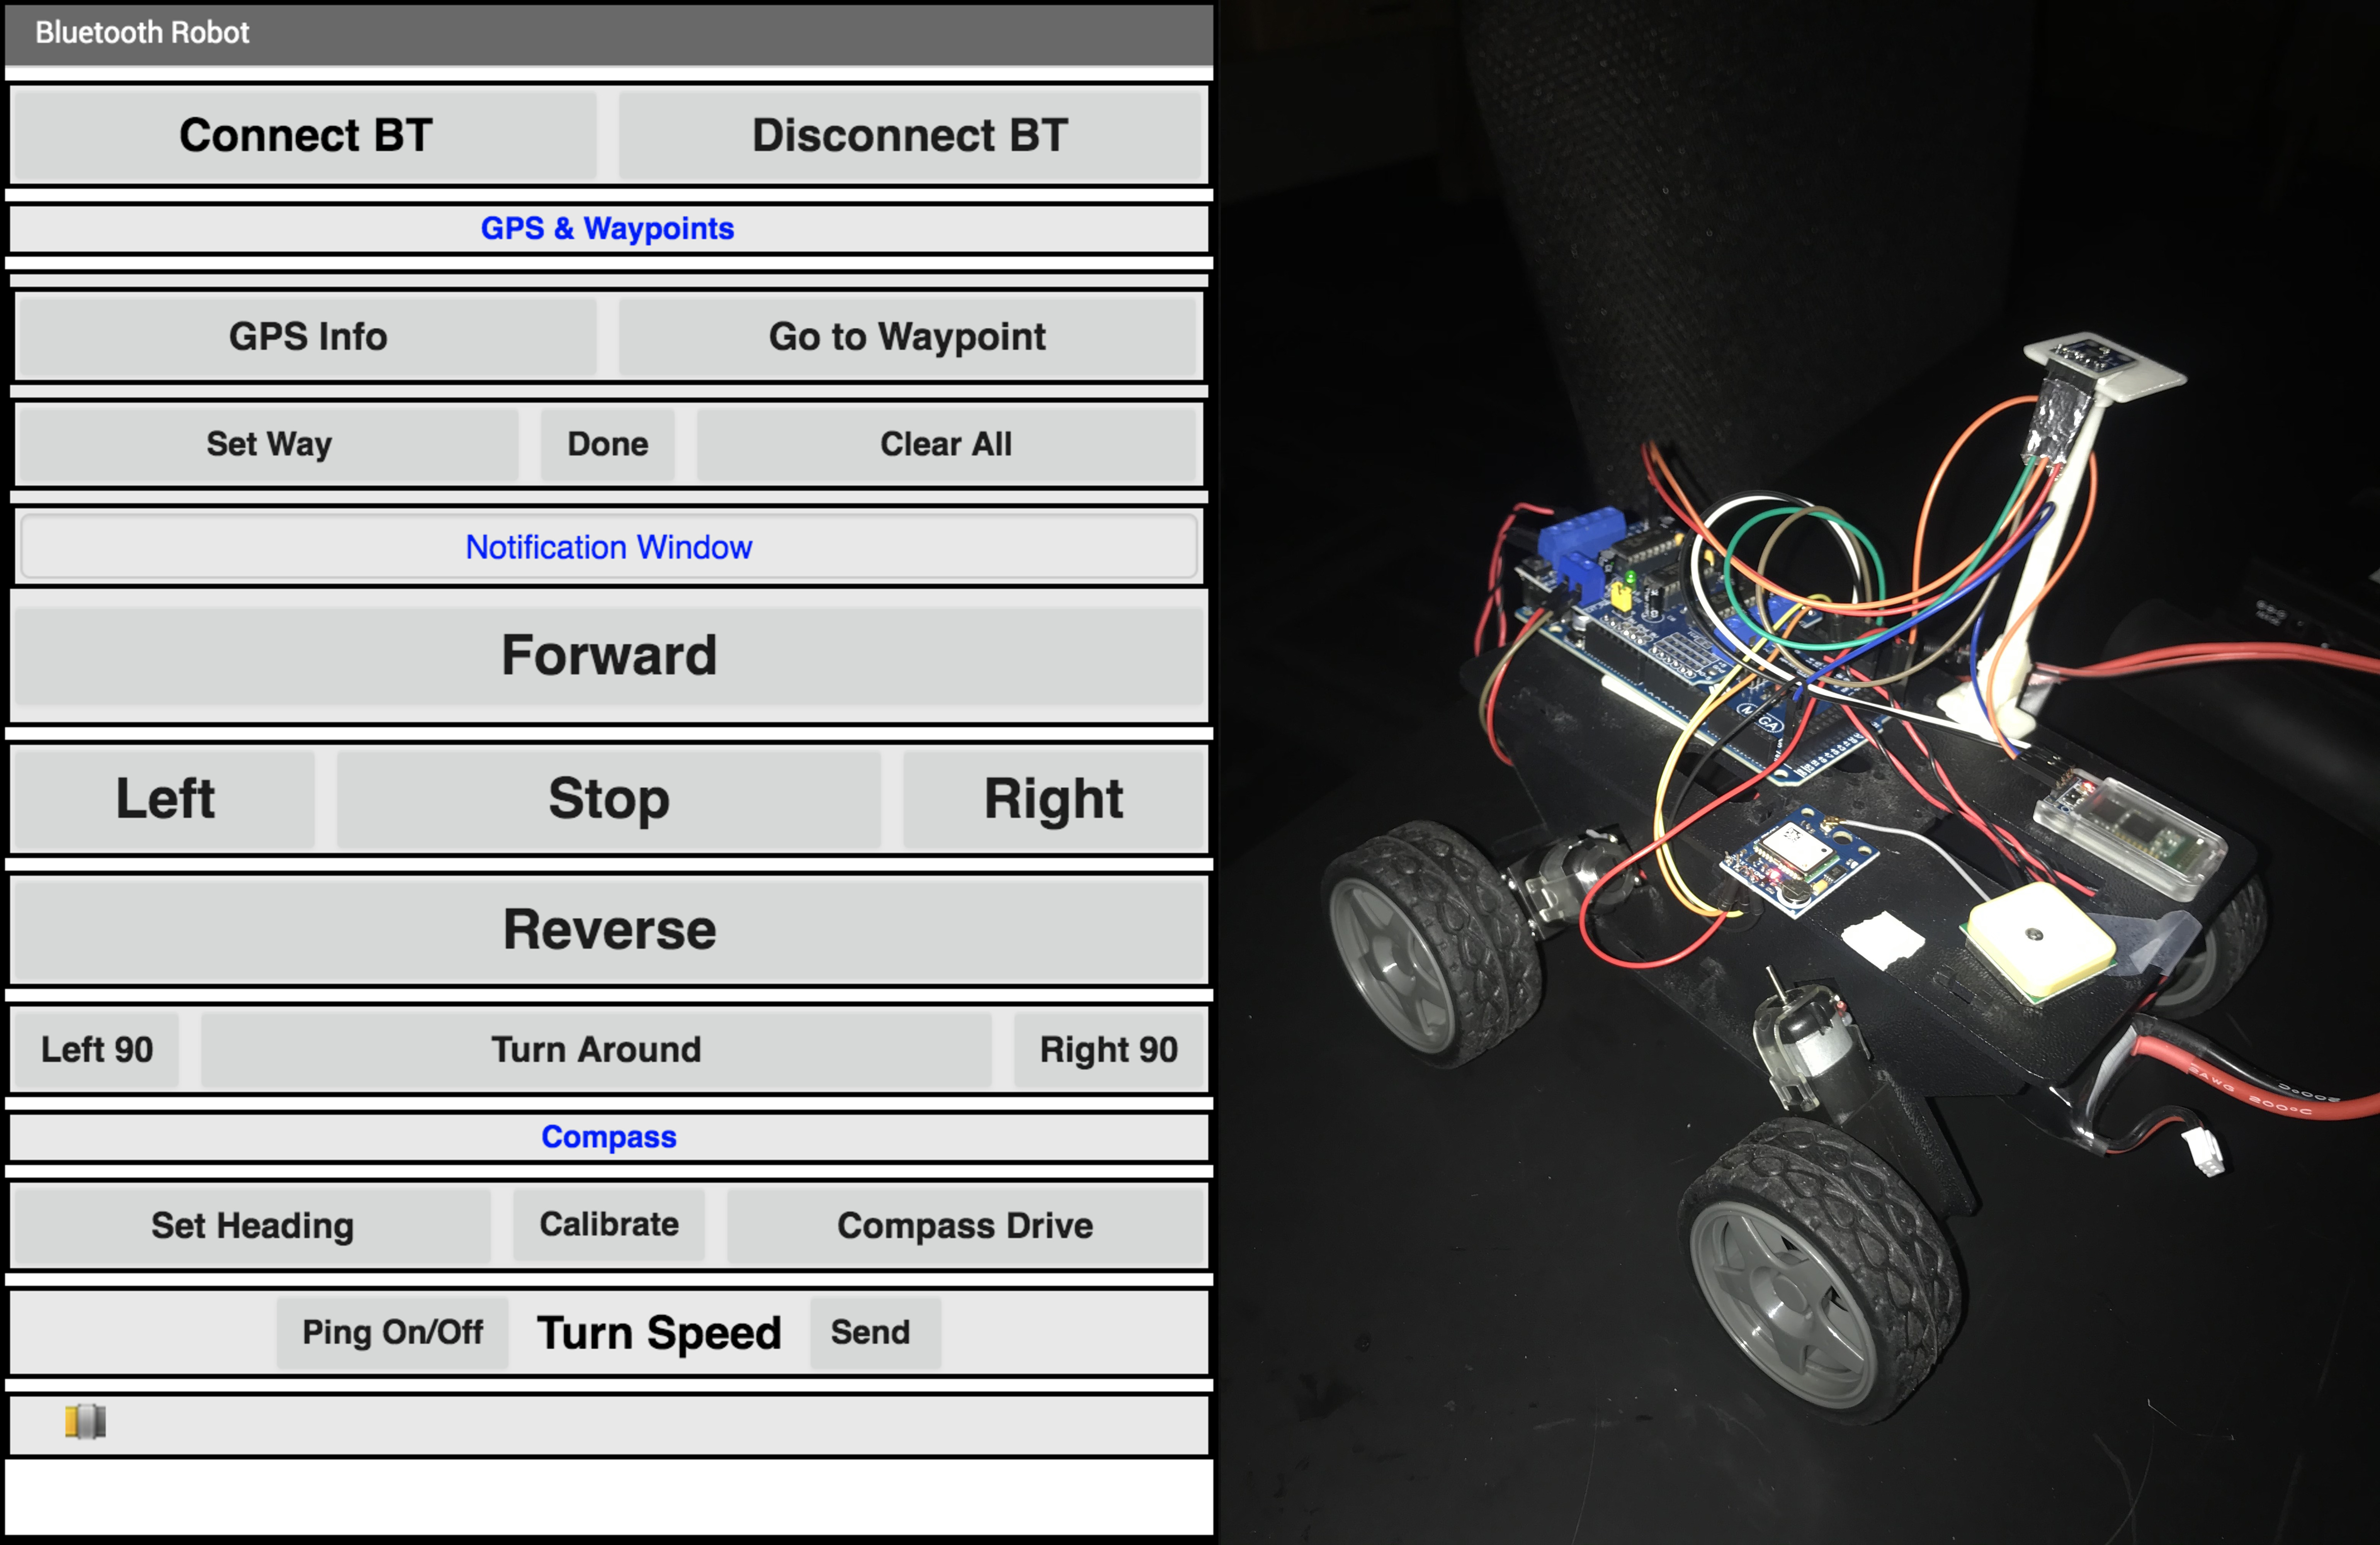 Bluetooth Robot
Connect BT
Disconnect BT
GPS & Waypoints
GPS Info
Go to Waypoint
Set Way
Done
Clear All
Notification Window
Forward
Left
Stop
Right
Reverse
Left 90
Turn Around
Right 90
Compass
Set Heading
Calibrate
Compass Drive
Ping On/Off
Turn Speed
Send
MEGA
200°C